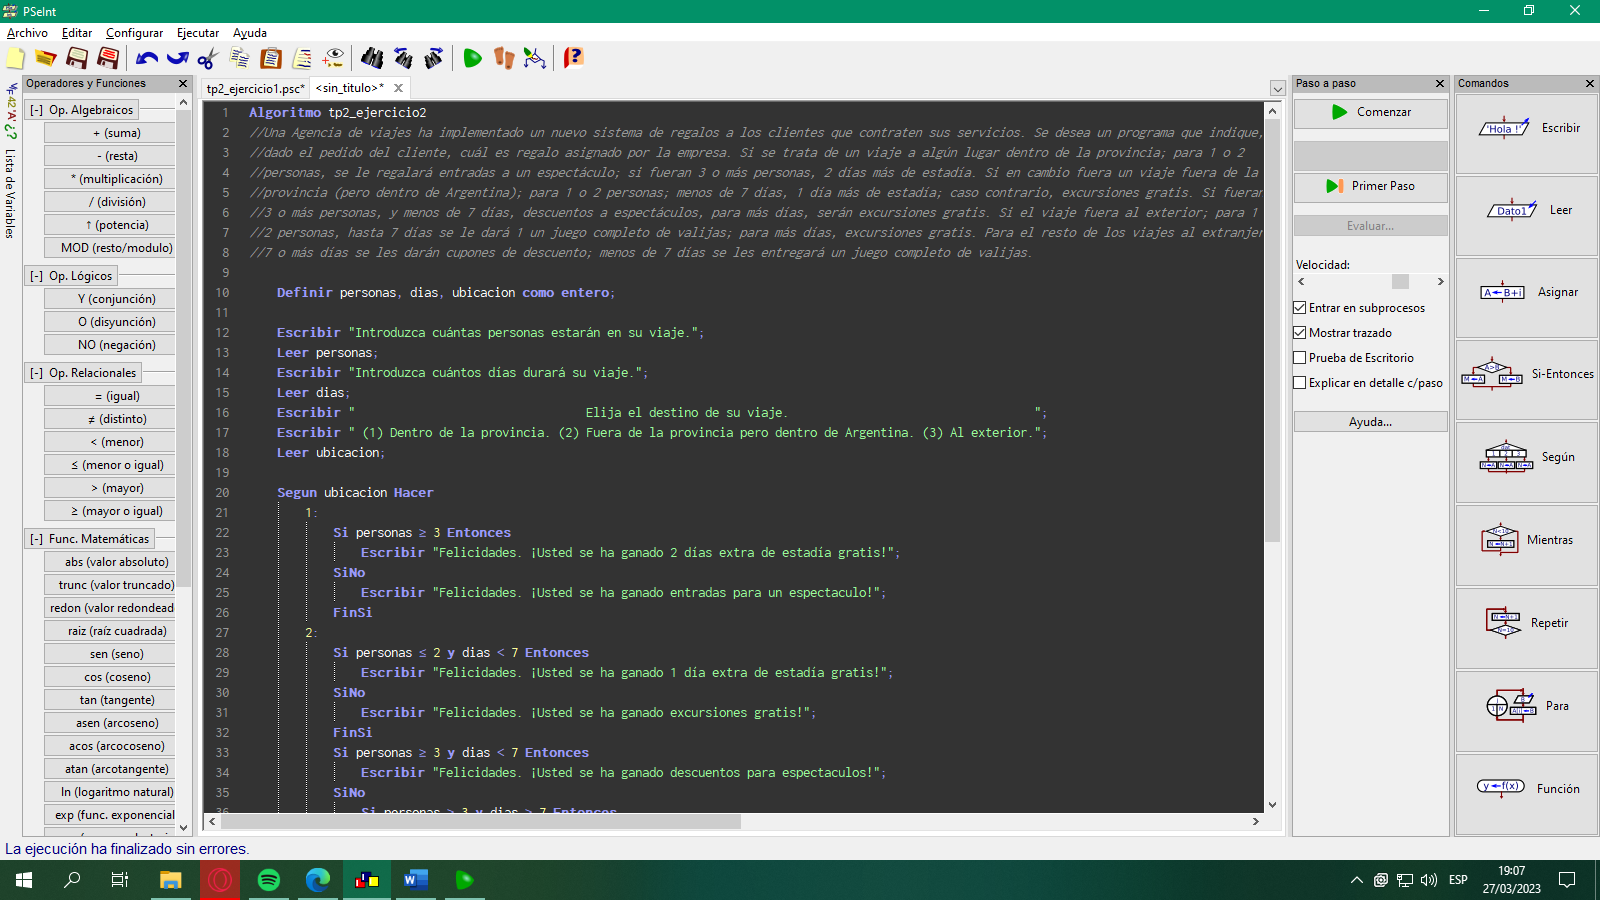 PSeInt
Archivo Editar Configurar Ejecutar Ayuda
Operadores y Funciones
tp2_ejercicio1.psc*
<sin_titulo>*
Paso a paso
Comandos
42
'A'
¿?
Lista de Variables
[-] Op. Algebraicos
+ (suma)
- (resta)
* (multiplicación)
/ (división)
↑ (potencia)
MOD (resto/modulo)
[-] Op. Lógicos
Y (conjunción)
O (disyunción)
NO (negación)
[-] Op. Relacionales
= (igual)
≠ (distinto)
< (menor)
≤ (menor o igual)
> (mayor)
≥ (mayor o igual)
[-] Func. Matemáticas
abs (valor absoluto)
trunc (valor truncado)
redon (valor redondead
raiz (raíz cuadrada)
sen (seno)
cos (coseno)
tan (tangente)
asen (arcoseno)
acos (arcocoseno)
atan (arcotangente)
ln (logaritmo natural)
exp (func. exponencial
1 Algoritmo tp2_ejercicio2
2 //Una Agencia de viajes ha implementado un nuevo sistema de regalos a los clientes que contraten sus servicios. Se desea un programa que indique,
3 //dado el pedido del cliente, cuál es regalo asignado por la empresa. Si se trata de un viaje a algún lugar dentro de la provincia; para 1 o 2
4 //personas, se le regalará entradas a un espectáculo; si fueran 3 o más personas, 2 días más de estadía. Si en cambio fuera un viaje fuera de la
5 //provincia (pero dentro de Argentina); para 1 o 2 personas; menos de 7 días, 1 día más de estadía; caso contrario, excursiones gratis. Si fueran
6 //3 o más personas, y menos de 7 días, descuentos a espectáculos, para más días, serán excursiones gratis. Si el viaje fuera al exterior; para 1
7 //2 personas, hasta 7 días se le dará 1 un juego completo de valijas; para más días, excursiones gratis. Para el resto de los viajes al extranjer
8 //7 o más días se les darán cupones de descuento; menos de 7 días se les entregará un juego completo de valijas.
9
10 Definir personas, dias, ubicacion como entero;
11
12 Escribir "Introduzca cuántas personas estarán en su viaje.";
13 Leer personas;
14 Escribir "Introduzca cuántos días durará su viaje.";
15 Leer dias;
16 Escribir " Elija el destino de su viaje. ";
17 Escribir " (1) Dentro de la provincia. (2) Fuera de la provincia pero dentro de Argentina. (3) Al exterior.";
18 Leer ubicacion;
19
20 Segun ubicacion Hacer
21 1:
22 Si personas ≥ 3 Entonces
23 Escribir "Felicidades. ¡Usted se ha ganado 2 días extra de estadía gratis!";
24 SiNo
25 Escribir "Felicidades. ¡Usted se ha ganado entradas para un espectaculo!";
26 FinSi
27 2:
28 Si personas ≤ 2 y dias < 7 Entonces
29 Escribir "Felicidades. ¡Usted se ha ganado 1 día extra de estadía gratis!";
30 SiNo
31 Escribir "Felicidades. ¡Usted se ha ganado excursiones gratis!";
32 FinSi
33 Si personas ≥ 3 y dias < 7 Entonces
34 Escribir "Felicidades. ¡Usted se ha ganado descuentos para espectaculos!";
35 SiNo
36 Si personas ≥ 3 y dias ≥ 7 Entonces
Comenzar
Primer Paso
Evaluar...
Velocidad:
Entrar en subprocesos
Mostrar trazado
Prueba de Escritorio
Explicar en detalle c/paso
Ayuda...
'Hola !' Escribir
Dato1 Leer
A←B+i Asignar
A>B M←A M←B Si-Entonces
1 2 3 Según
Mientras
Repetir
Para
y←f(x) Función
La ejecución ha finalizado sin errores.
ESP
19:07
27/03/2023